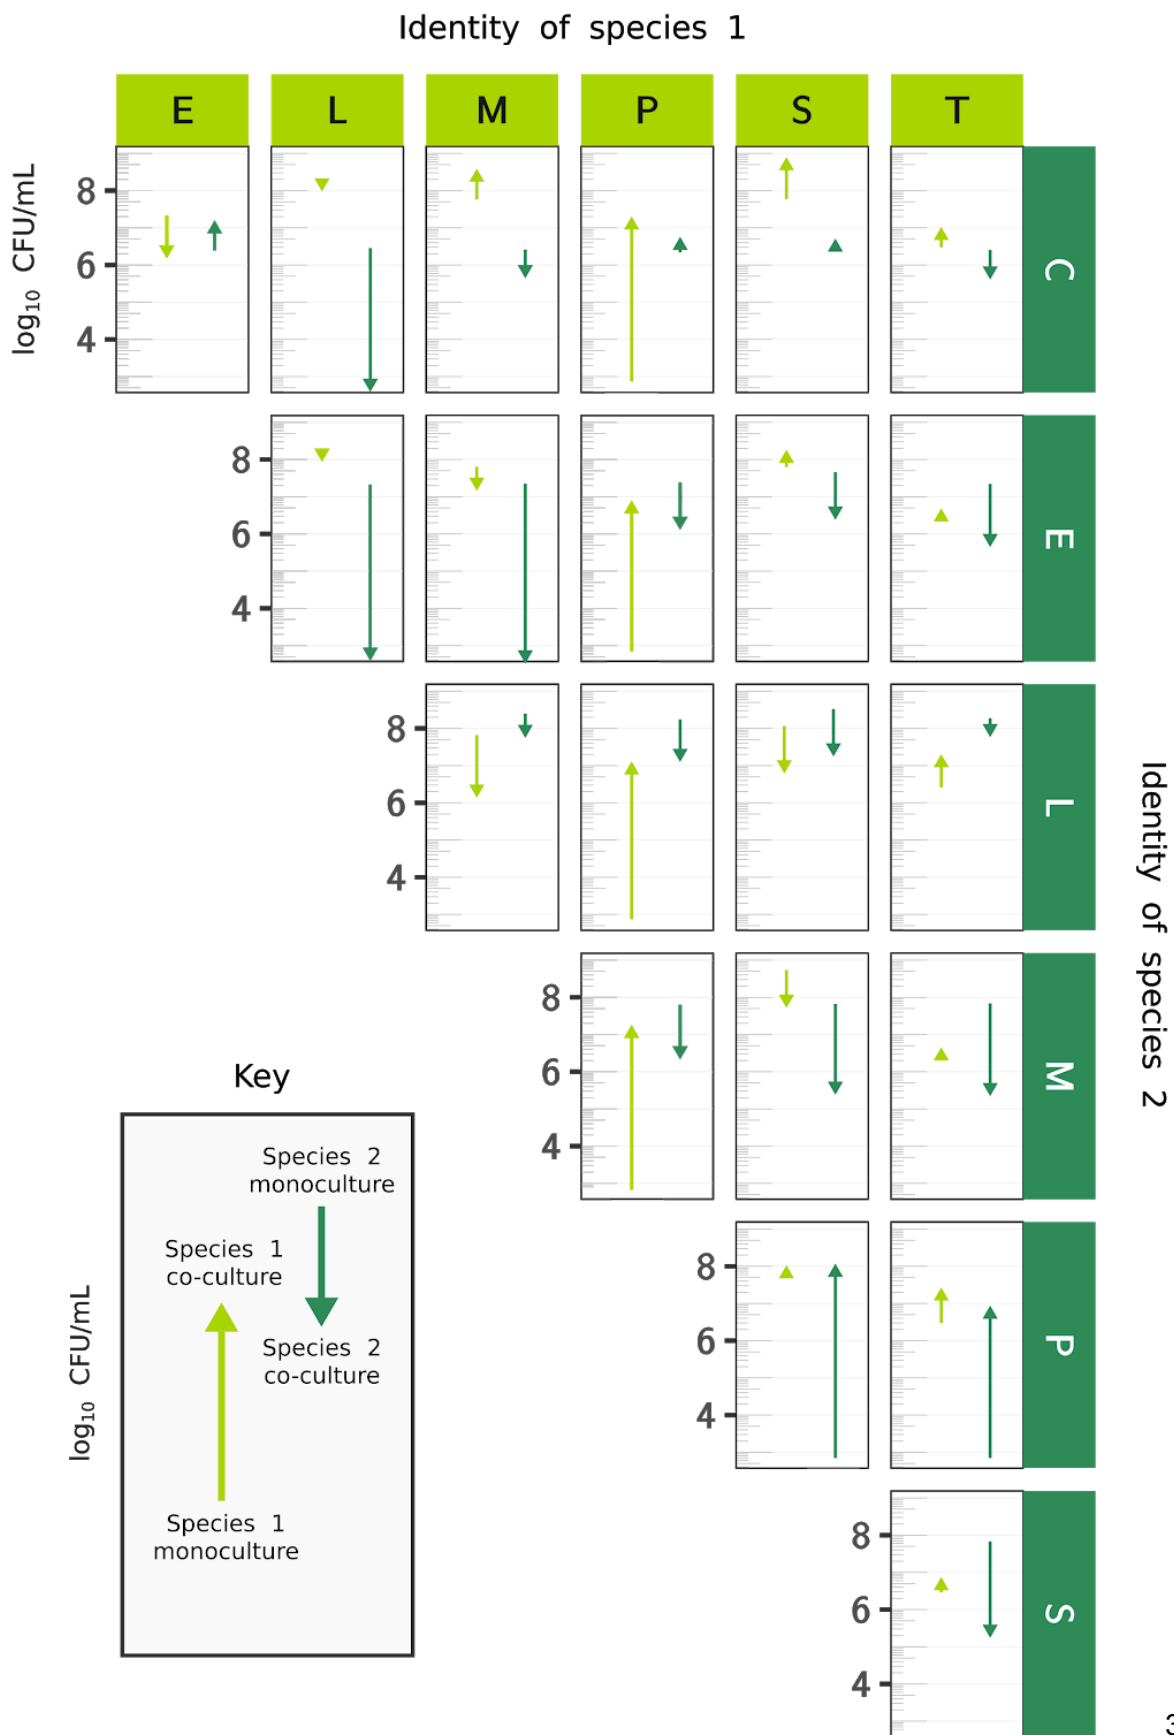 Identity of species 1
E L M P S T
log10 CFU/mL
8
6
4
C
8
6
4
E
8
6
4
L
8
6
4
M
8
6
4
P
8
6
4
S
Identity of species 2
Key
Species 2
monoculture
Species 1
co-culture
Species 2
co-culture
Species 1
monoculture
log10 CFU/mL